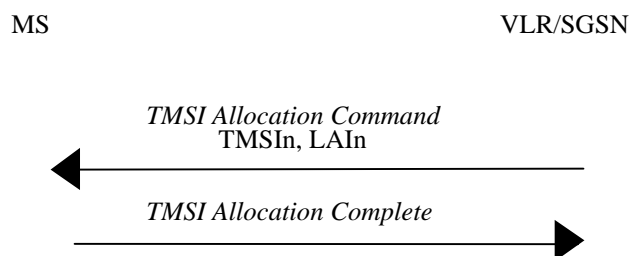 MS VLR/SGSN
TMSI Allocation Command
TMSIn, LAIn
TMSI Allocation Complete